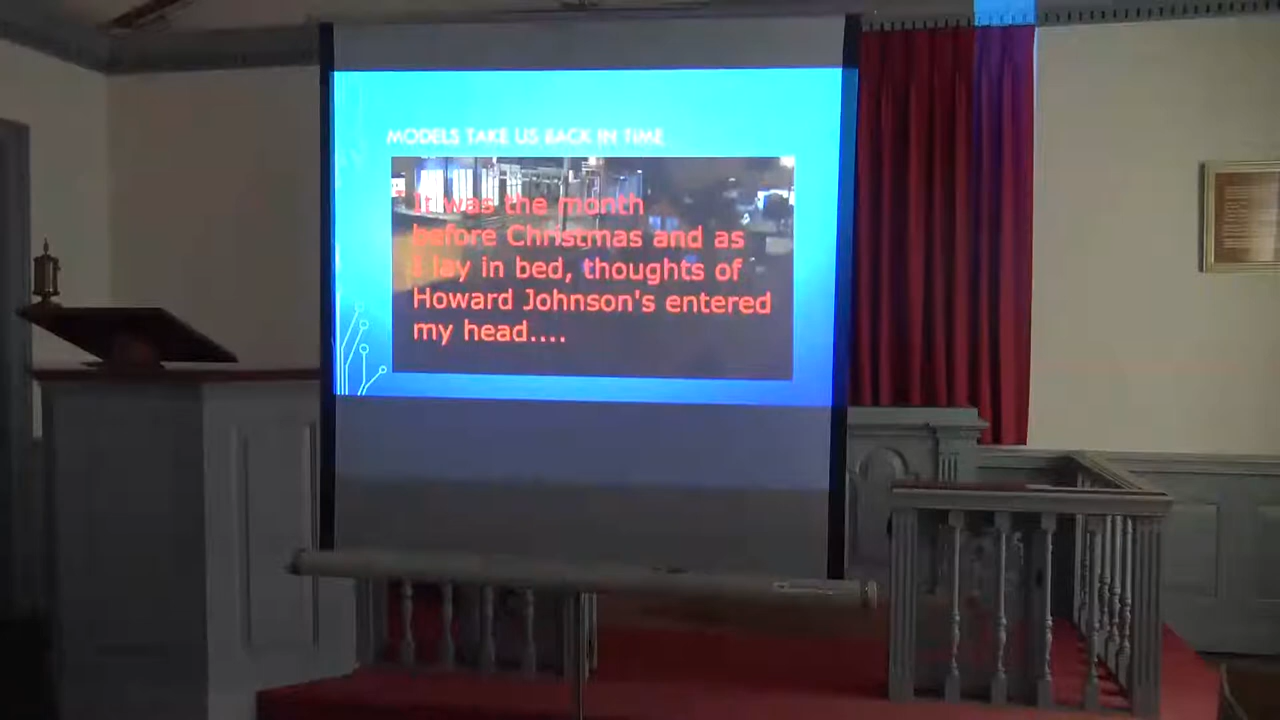 MODELS TAKE US BACK IN TIME
It was the month
before Christmas and as
I lay in bed, thoughts of
Howard Johnson's entered
my head....